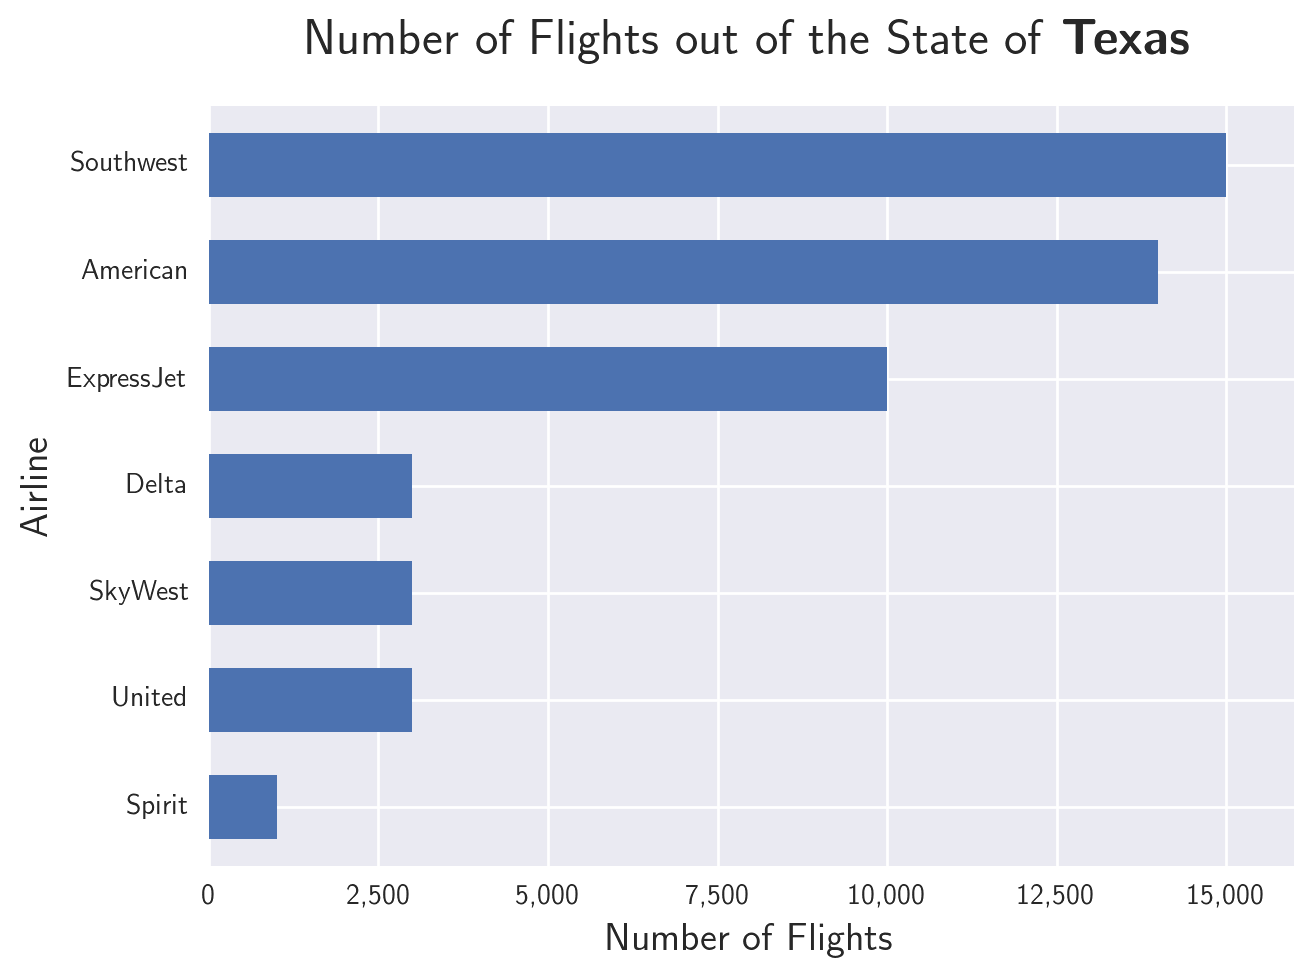 Number of Flights out of the State of Texas
Southwest
American
ExpressJet
Delta
SkyWest
United
Spirit
Airline
0 2,500 5,000 7,500 10,000 12,500 15,000
Number of Flights